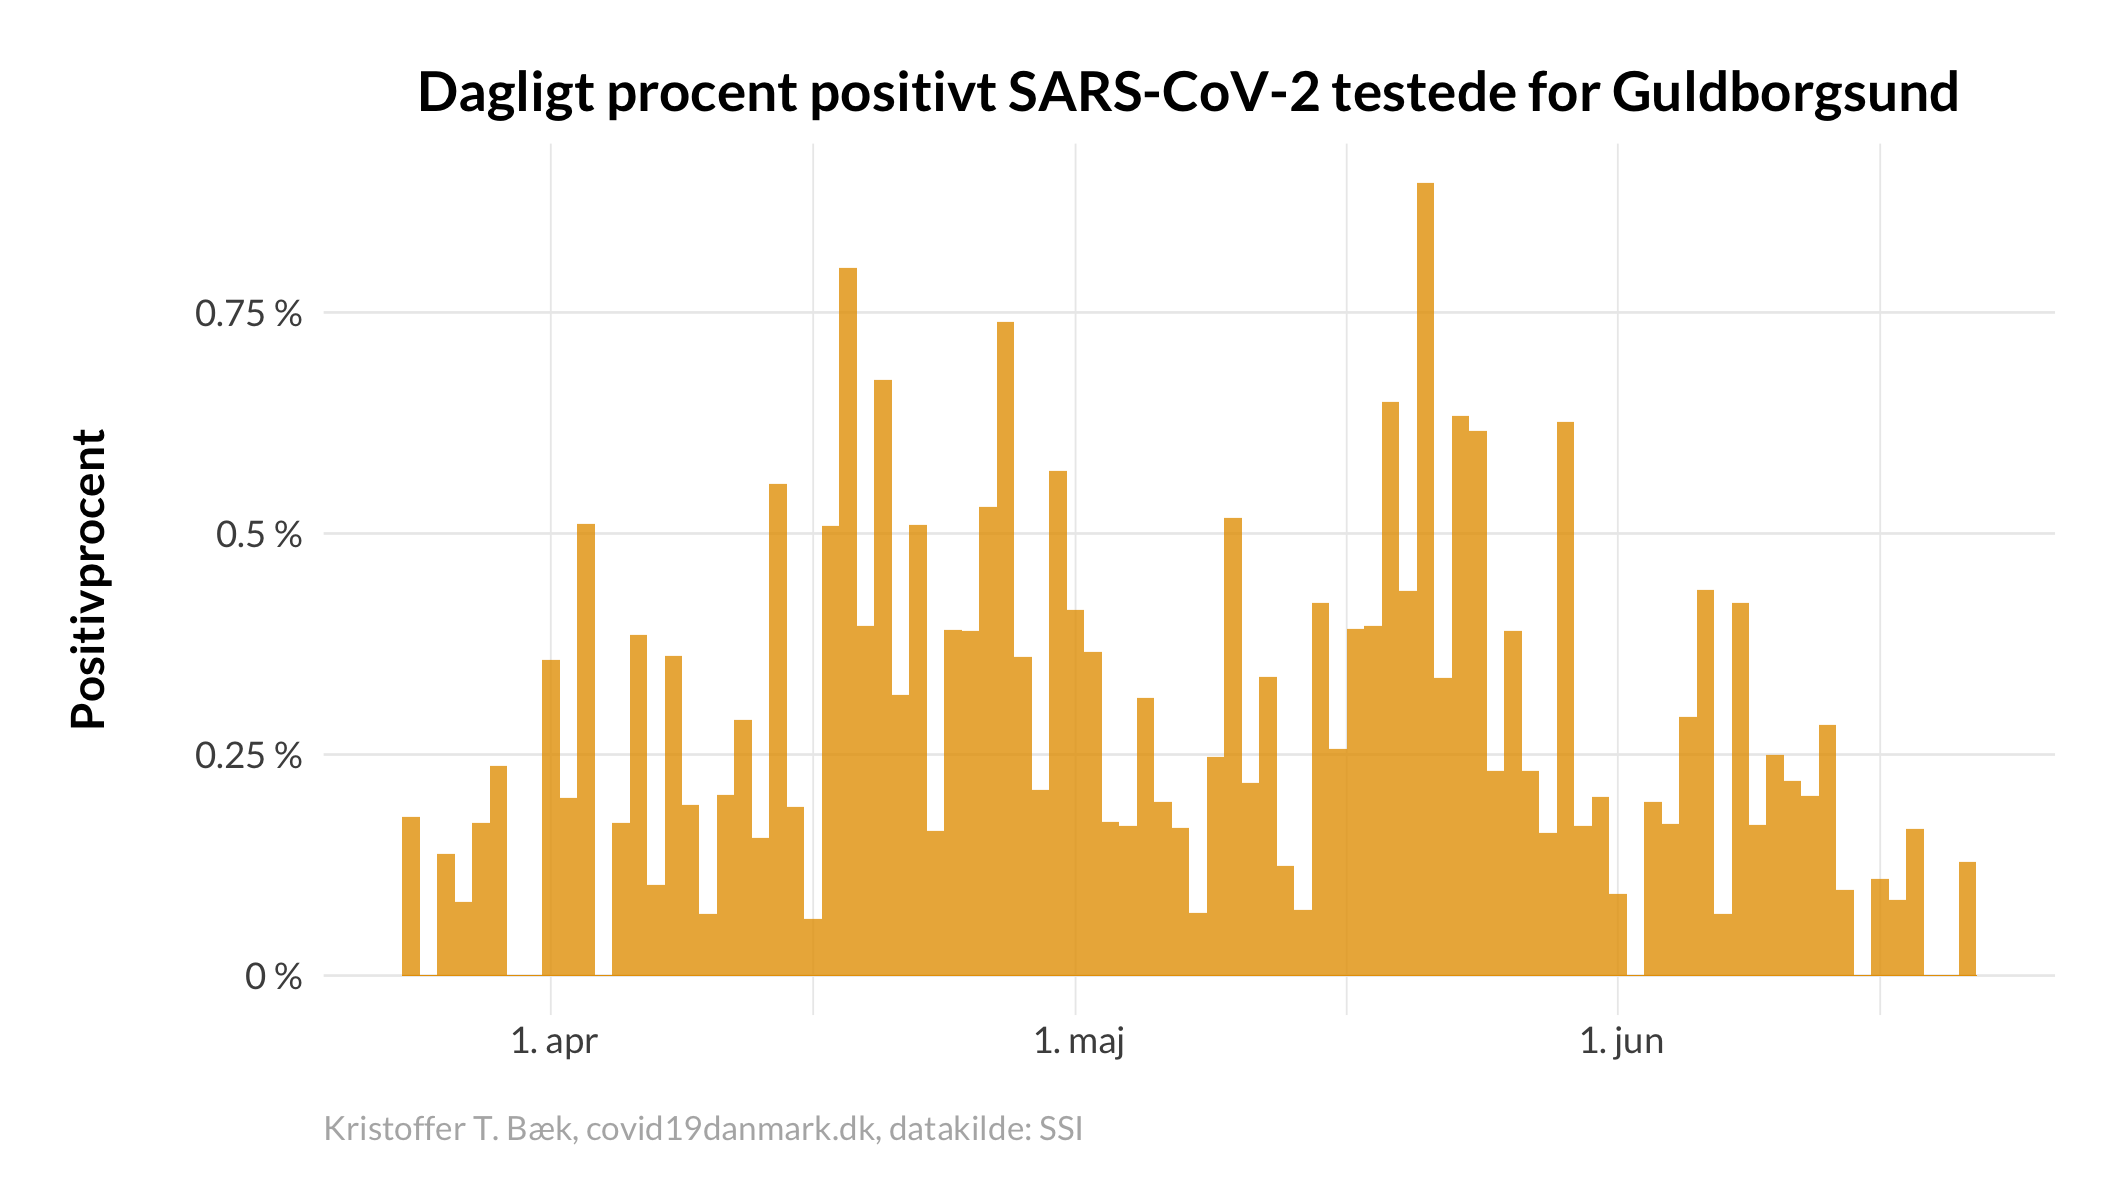 Dagligt procent positivt SARS-CoV-2 testede for Guldborgsund
Positivprocent
0.75 %
0.5 %
0.25 %
0 %
1. apr
1. maj
1. jun
Kristoffer T. Bæk, covid19danmark.dk, datakilde: SSI